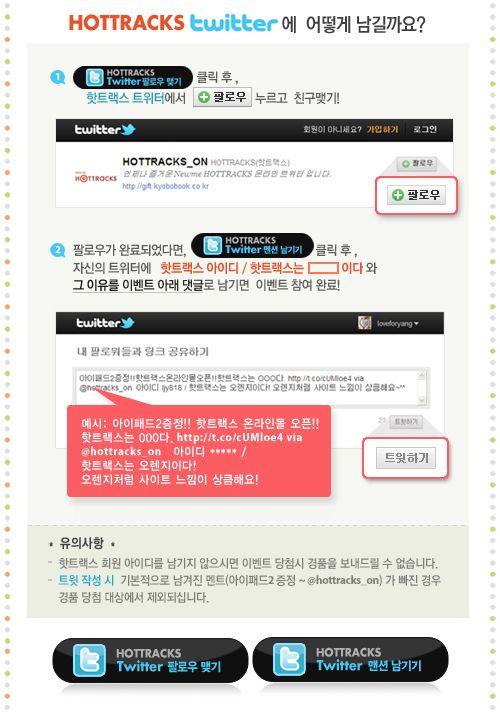 HOTTRACKS twitter 에 어떻게 남길까요?
1 HOTTRACKS Twitter 팔로우 맺기 클릭 후 ,
핫트랙스 트위터에서 팔로우 누르고 친구맺기!
twitter 회원이 아니세요? 가입하기 로그인
HOTTRACKS_ON HOTTRACKS(핫트랙스)
팔로우
HOTTRACKS
언제나 즐거운 Newme HOTTRACKS 온라인 트위터 입니다.
http://gift.kyobobook.co.kr
팔로우
2 팔로우가 완료되었다면, HOTTRACKS Twitter 맨션 남기기 클릭 후 ,
자신의 트위터에 핫트랙스 아이디 / 핫트랙스는 이다 와
그 이유를 이벤트 아래 댓글로 남기면 이벤트 참여 완료!
twitter loveforyang
내 팔로워들과 링크 공유하기
아이패드2증정!!핫트랙스온라인몰오픈!!핫트랙스는 OOO다 http://t.co/cUMloe4 via
@hottracks_on 아이디 ljy818 / 핫트랙스는 오렌지이다! 오렌지처럼 사이트 느낌이 상큼해요~^^
21 트윗하기
예시: 아이패드2증정!! 핫트랙스 온라인몰 오픈!!
핫트랙스는 OOO다. http://t.co/cUMloe4 via
@hottracks_on 아이디 ***** /
핫트랙스는 오렌지이다!
오렌지처럼 사이트 느낌이 상큼해요!
트윗하기
• 유의사항 •
- 핫트랙스 회원 아이디를 남기지 않으시면 이벤트 당첨시 경품을 보내드릴 수 없습니다.
- 트윗 작성 시 기본적으로 남겨진 멘트(아이패드2 증정 ~ @hottracks_on) 가 빠진 경우
경품 당첨 대상에서 제외되십니다.
HOTTRACKS Twitter 팔로우 맺기
HOTTRACKS Twitter 맨션 남기기